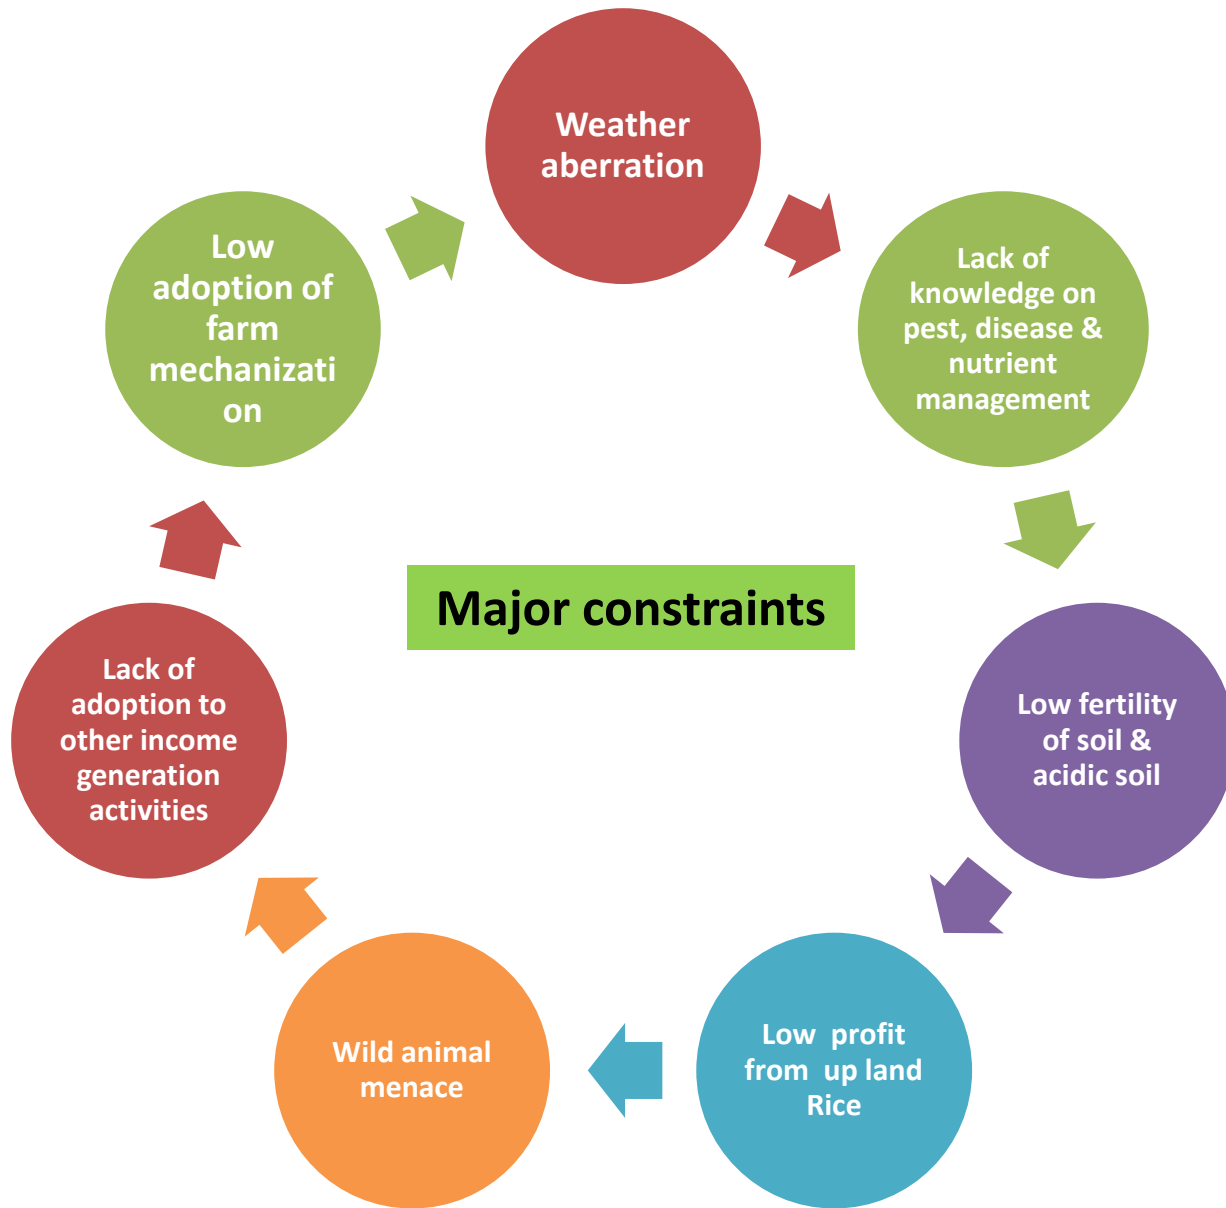 Weather
aberration
Lack of
knowledge on
pest, disease &
nutrient
management
Low fertility
of soil &
acidic soil
Low profit
from up land
Rice
Wild animal
menace
Lack of
adoption to
other income
generation
activities
Low
adoption of
farm
mechanizati
on
Major constraints